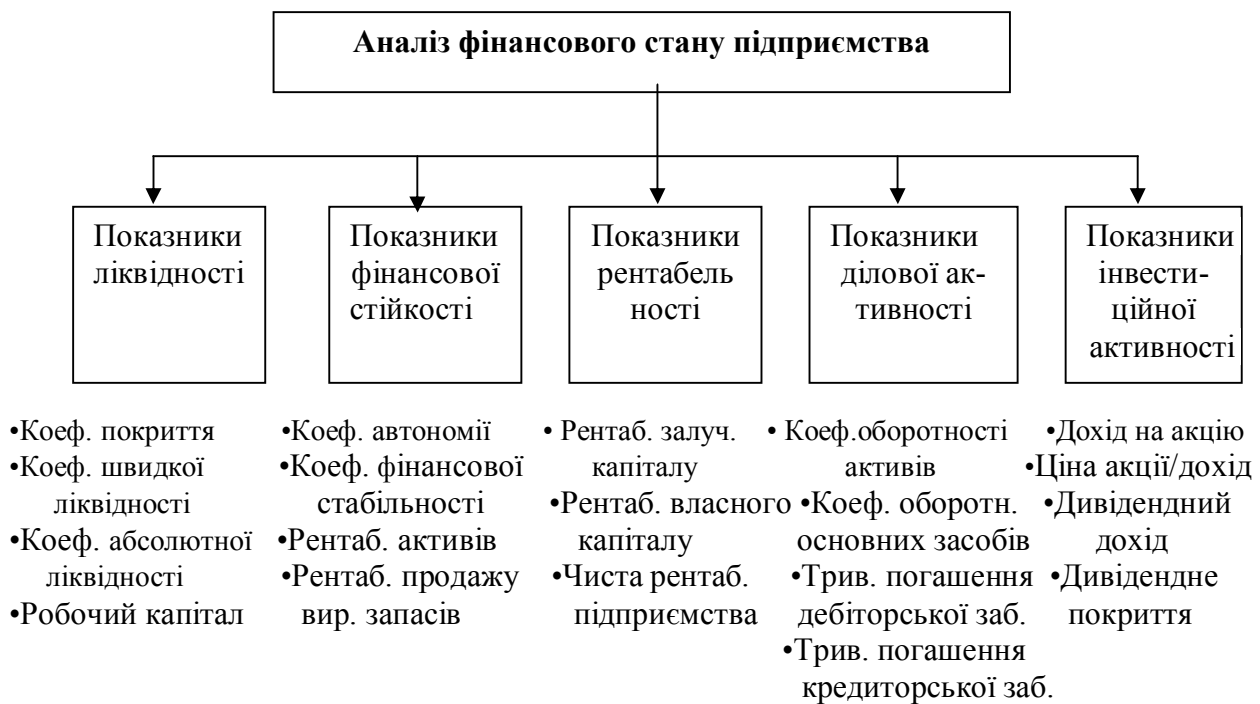 Аналіз фінансового стану підприємства
Показники
ліквідності
Показники
фінансової
стійкості
Показники
рентабель
ності
Показники
ділової ак-
тивності
Показники
інвести-
ційної
активності
•Коеф. покриття
•Коеф. швидкої
ліквідності
•Коеф. абсолютної
ліквідності
•Робочий капітал
•Коеф. автономії
•Коеф. фінансової
стабільності
•Рентаб. активів
•Рентаб. продажу
вир. запасів
• Рентаб. залуч.
капіталу
•Рентаб. власного
капіталу
•Чиста рентаб.
підприємства
• Коеф.оборотності
активів
•Коеф. оборотн.
основних засобів
•Трив. погашення
дебіторської заб.
•Трив. погашення
кредиторської заб.
•Дохід на акцію
•Ціна акції/дохід
•Дивідендний
дохід
•Дивідендне
покриття